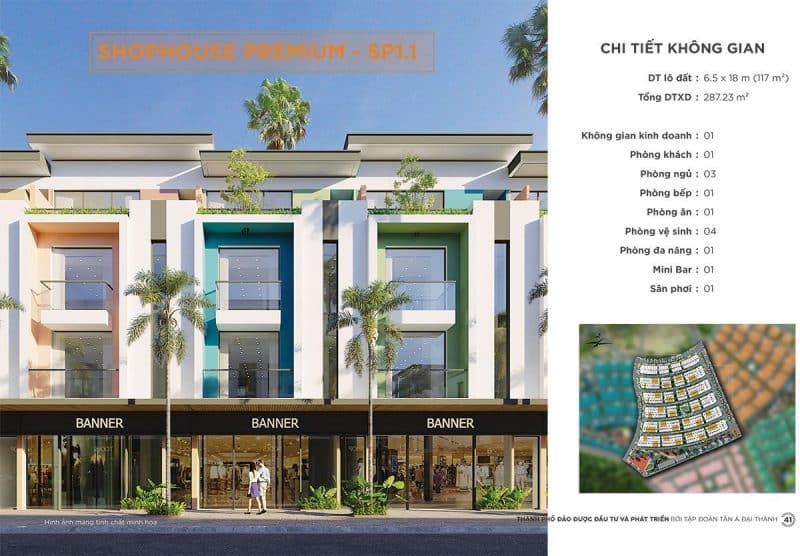 SHOPHOUSE PREMIUM - SP1.1
CHI TIẾT KHÔNG GIAN
DT lô đất : 6.5 x 18 m (117 m²)
Tổng DTXD : 287.23 m²
Không gian kinh doanh : 01
Phòng khách : 01
Phòng ngủ : 03
Phòng bếp : 01
Phòng ăn : 01
Phòng vệ sinh : 04
Phòng đa năng : 01
Mini Bar : 01
Sân phơi : 01
BANNER
BANNER
BANNER
Hình ảnh mang tính chất minh họa
THÀNH PHỐ ĐẢO ĐƯỢC ĐẦU TƯ VÀ PHÁT TRIỂN BỞI TẬP ĐOÀN TÂN Á ĐẠI THÀNH 41